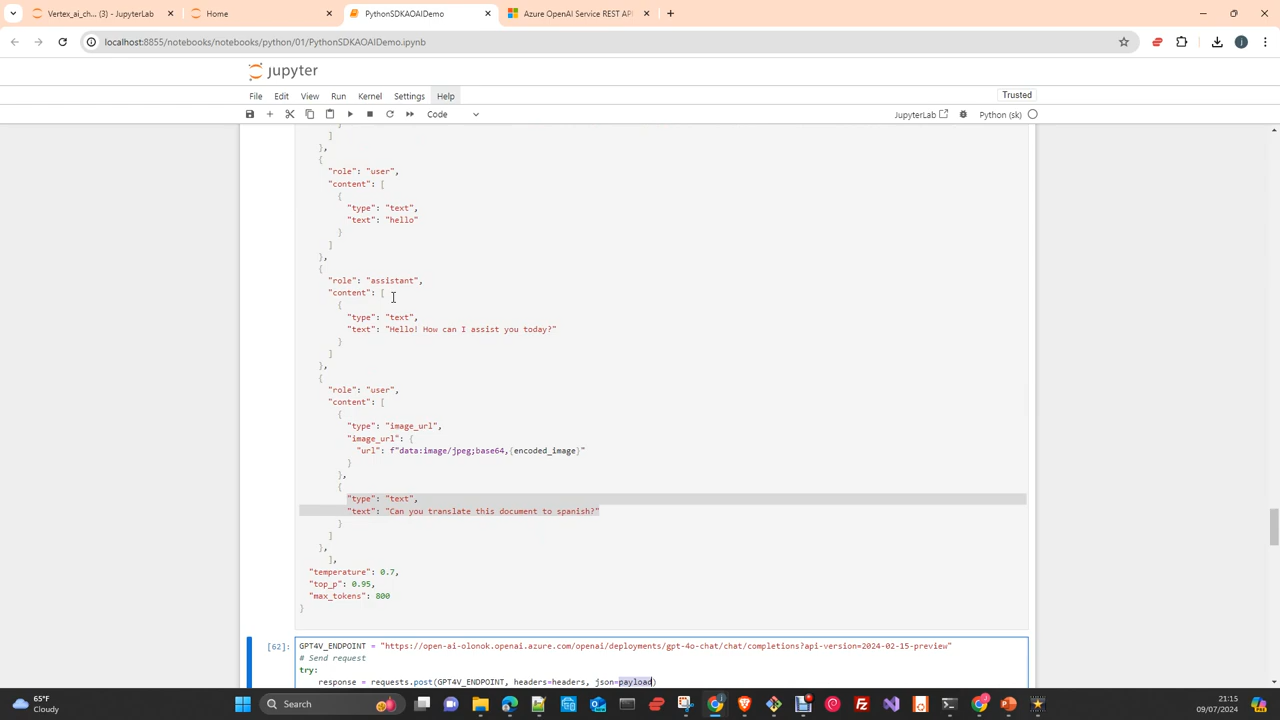 Vertex_ai_ch... (3) - JupyterLab
Home
PythonSDKAOAIDemo
Azure OpenAI Service REST API
localhost:8855/notebooks/notebooks/python/01/PythonSDKAOAIDemo.ipynb
jupyter
File Edit View Run Kernel Settings Help
Trusted
Code
JupyterLab
Python (sk)
}
]
},
{
"role": "user",
"content": [
{
"type": "text",
"text": "hello"
}
]
},
{
"role": "assistant",
"content": [
{
"type": "text",
"text": "Hello! How can I assist you today?"
}
]
},
{
"role": "user",
"content": [
{
"type": "image_url",
"image_url": {
"url": f"data:image/jpeg;base64,{encoded_image}"
}
},
{
"type": "text",
"text": "Can you translate this document to spanish?"
}
]
},
],
"temperature": 0.7,
"top_p": 0.95,
"max_tokens": 800
}
[62]:
GPT4V_ENDPOINT = "https://open-ai-olonok.openai.azure.com/openai/deployments/gpt-4o-chat/chat/completions?api-version=2024-02-15-preview"
# Send request
try:
response = requests.post(GPT4V_ENDPOINT, headers=headers, json=payload)
65°F
Cloudy
Search
21:15
09/07/2024